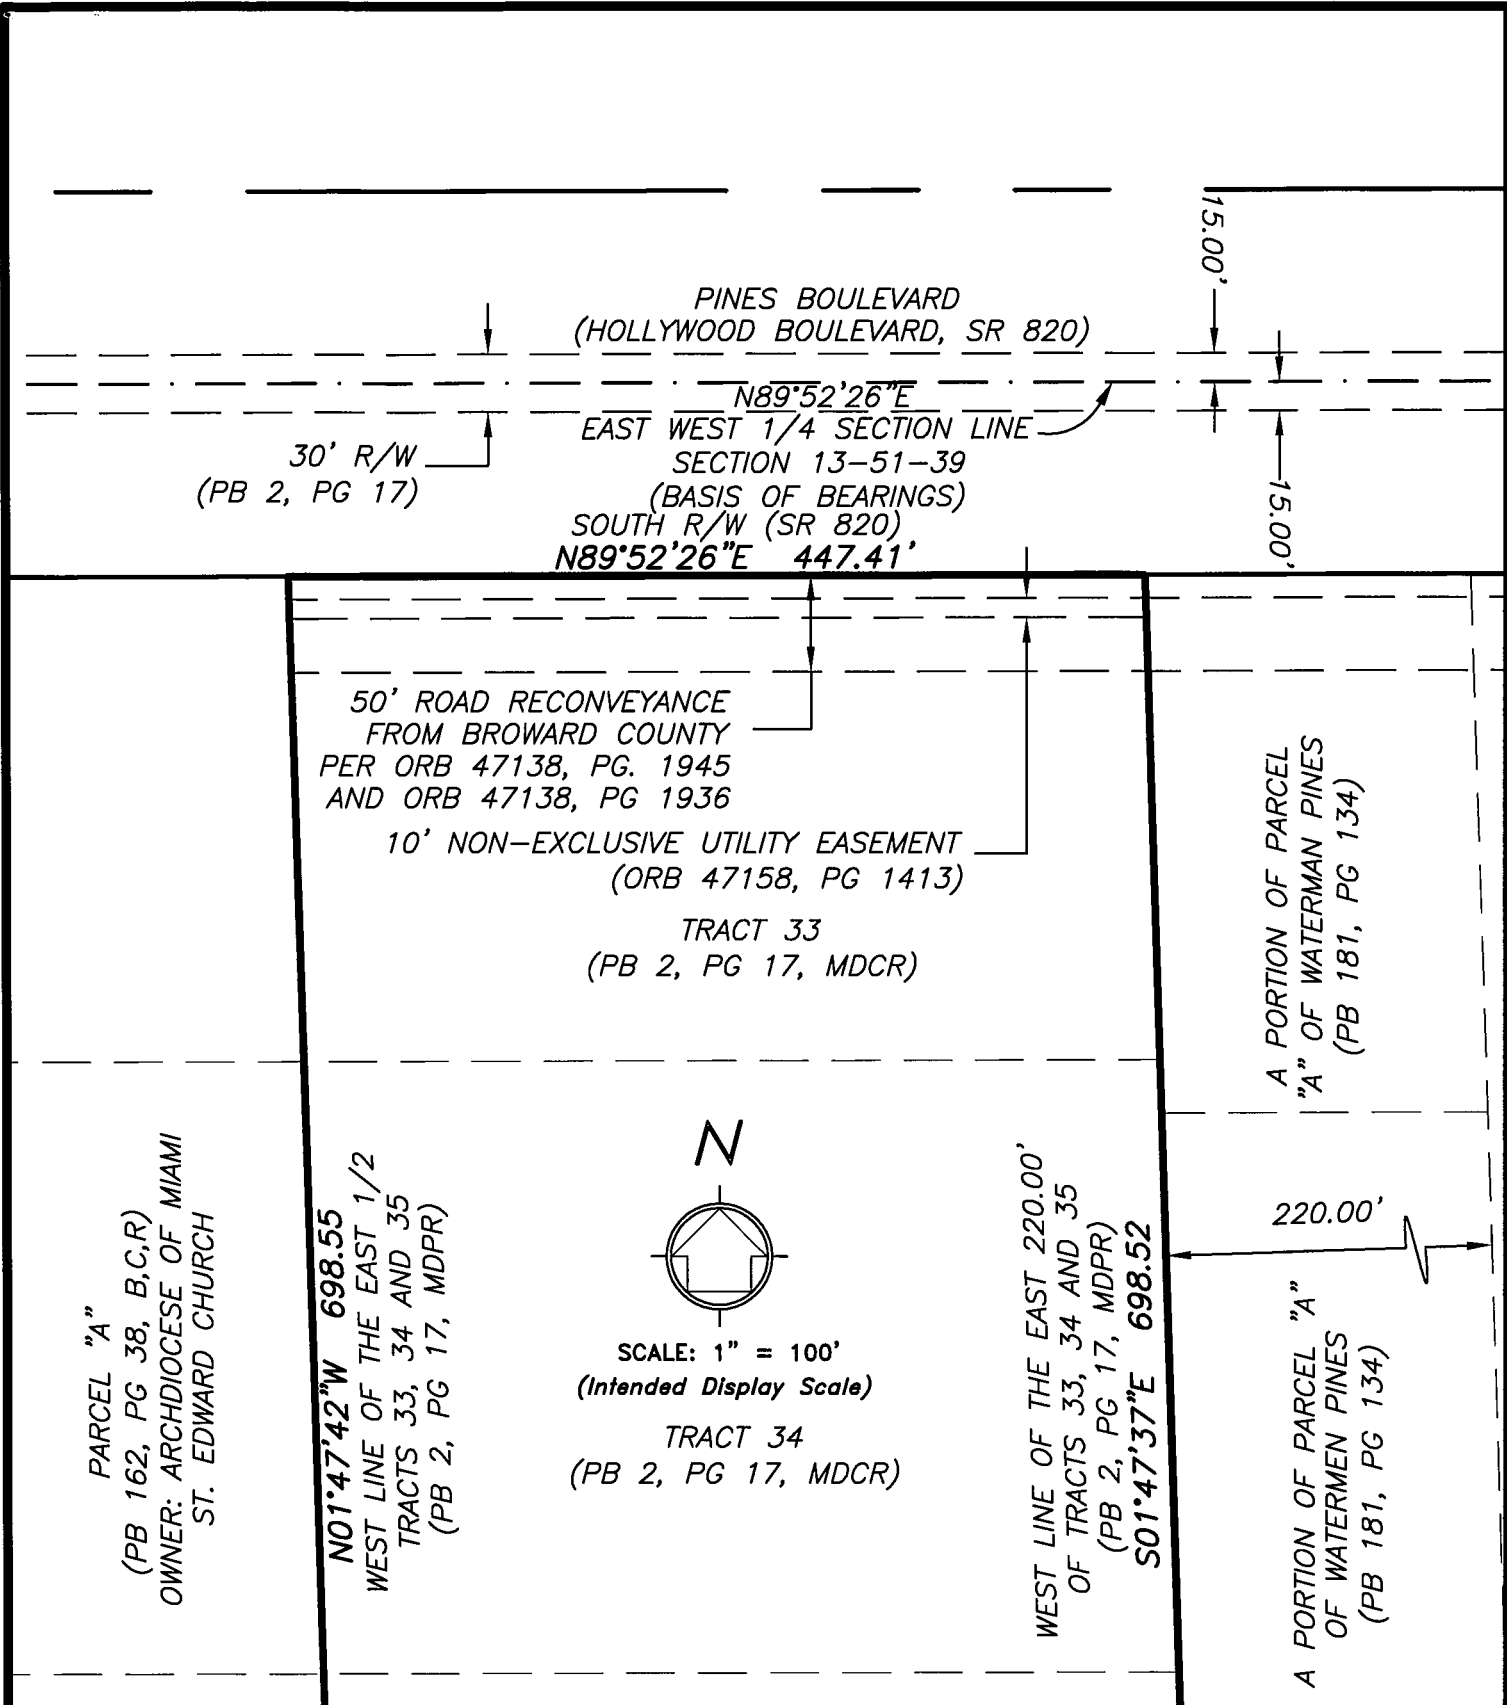 15.00'
PINES BOULEVARD
(HOLLYWOOD BOULEVARD, SR 820)
N89°52'26"E
EAST WEST 1/4 SECTION LINE
SECTION 13-51-39
(BASIS OF BEARINGS)
30' R/W
(PB 2, PG 17)
15.00'
SOUTH R/W (SR 820)
N89°52'26"E 447.41'
50' ROAD RECONVEYANCE
FROM BROWARD COUNTY
PER ORB 47138, PG. 1945
AND ORB 47138, PG 1936
10' NON-EXCLUSIVE UTILITY EASEMENT
(ORB 47158, PG 1413)
TRACT 33
(PB 2, PG 17, MDCR)
A PORTION OF PARCEL
"A" OF WATERMAN PINES
(PB 181, PG 134)
PARCEL "A"
(PB 162, PG 38, B,C,R)
OWNER: ARCHDIOCESE OF MIAMI
ST. EDWARD CHURCH
N01°47'42"W 698.55
WEST LINE OF THE EAST 1/2
TRACTS 33, 34 AND 35
(PB 2, PG 17, MDPR)
N
SCALE: 1" = 100'
(Intended Display Scale)
TRACT 34
(PB 2, PG 17, MDCR)
WEST LINE OF THE EAST 220.00'
OF TRACTS 33, 34 AND 35
(PB 2, PG 17, MDPR)
S01°47'37"E 698.52
220.00'
A PORTION OF PARCEL "A"
OF WATERMEN PINES
(PB 181, PG 134)